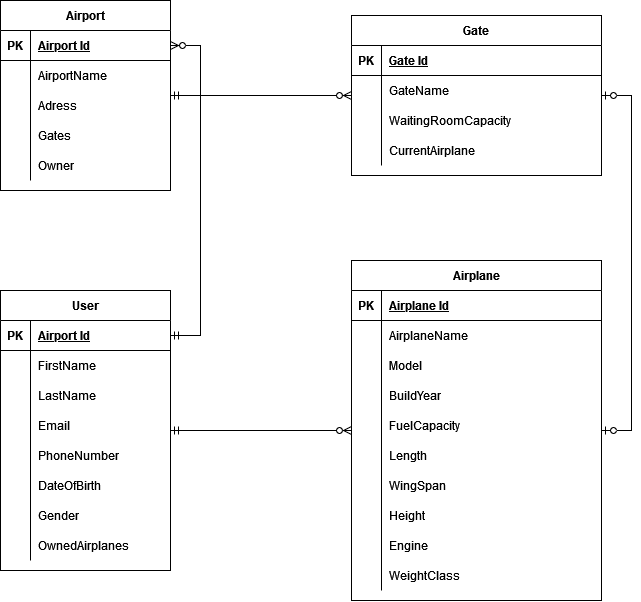 Airport
PK Airport Id
AirportName
Adress
Gates
Owner
Gate
PK Gate Id
GateName
WaitingRoomCapacity
CurrentAirplane
User
PK Airport Id
FirstName
LastName
Email
PhoneNumber
DateOfBirth
Gender
OwnedAirplanes
Airplane
PK Airplane Id
AirplaneName
Model
BuildYear
FuelCapacity
Length
WingSpan
Height
Engine
WeightClass